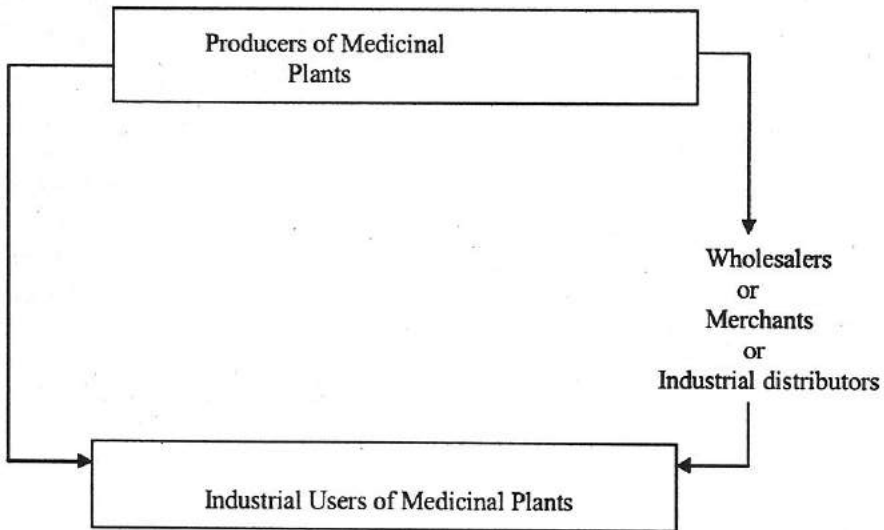 Producers of Medicinal
Plants
Wholesalers
or
Merchants
or
Industrial distributors
Industrial Users of Medicinal Plants